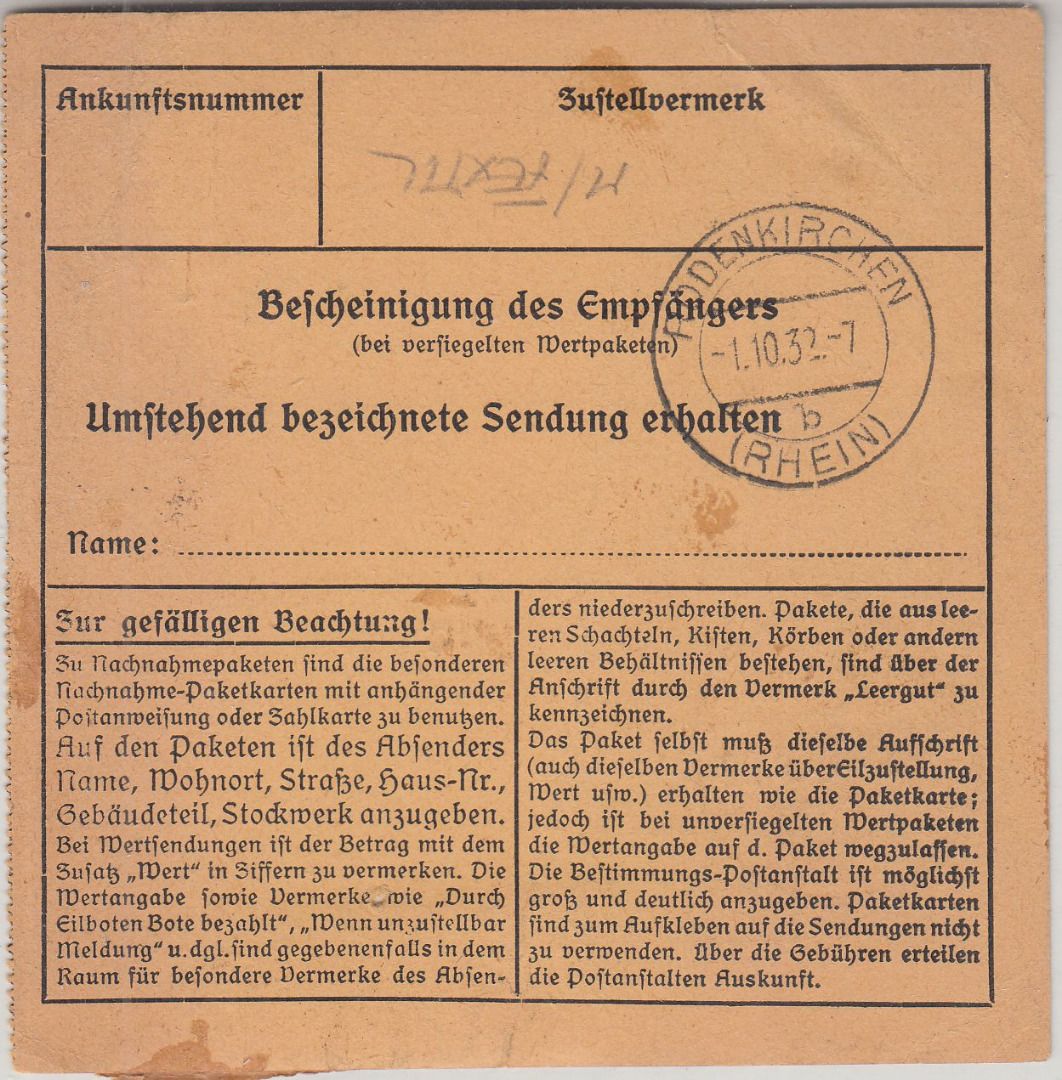 Ankunftsnummer
Zustellvermerk
Bescheinigung des Empfängers
(bei versiegelten Wertpaketen)
Umstehend bezeichnete Sendung erhalten
RODENKIRCHEN
-1.10.32.-7
b
(RHEIN)
Name:
Zur gefälligen Beachtung!
Zu Nachnahmepaketen sind die besonderen
Nachnahme-Paketkarten mit anhängender
Postanweisung oder Zahlkarte zu benutzen.
Auf den Paketen ist des Absenders
Name, Wohnort, Straße, Haus-Nr.,
Gebäudeteil, Stockwerk anzugeben.
Bei Wertsendungen ist der Betrag mit dem
Zusatz „Wert“ in Ziffern zu vermerken. Die
Wertangabe sowie Vermerke wie „Durch
Eilboten Bote bezahlt“, „Wenn unzustellbar
Meldung“ u. dgl. sind gegebenenfalls in dem
Raum für besondere Vermerke des Absen-
ders niederzuschreiben. Pakete, die aus lee-
ren Schachteln, Kisten, Körben oder andern
leeren Behältnissen bestehen, sind über der
Anschrift durch den Vermerk „Leergut“ zu
kennzeichnen.
Das Paket selbst muß dieselbe Aufschrift
(auch dieselben Vermerke über Eilzustellung,
Wert usw.) erhalten wie die Paketkarte;
jedoch ist bei unversiegelten Wertpaketen
die Wertangabe auf d. Paket wegzulassen.
Die Bestimmungs-Postanstalt ist möglichst
groß und deutlich anzugeben. Paketkarten
sind zum Aufkleben auf die Sendungen nicht
zu verwenden. Über die Gebühren erteilen
die Postanstalten Auskunft.